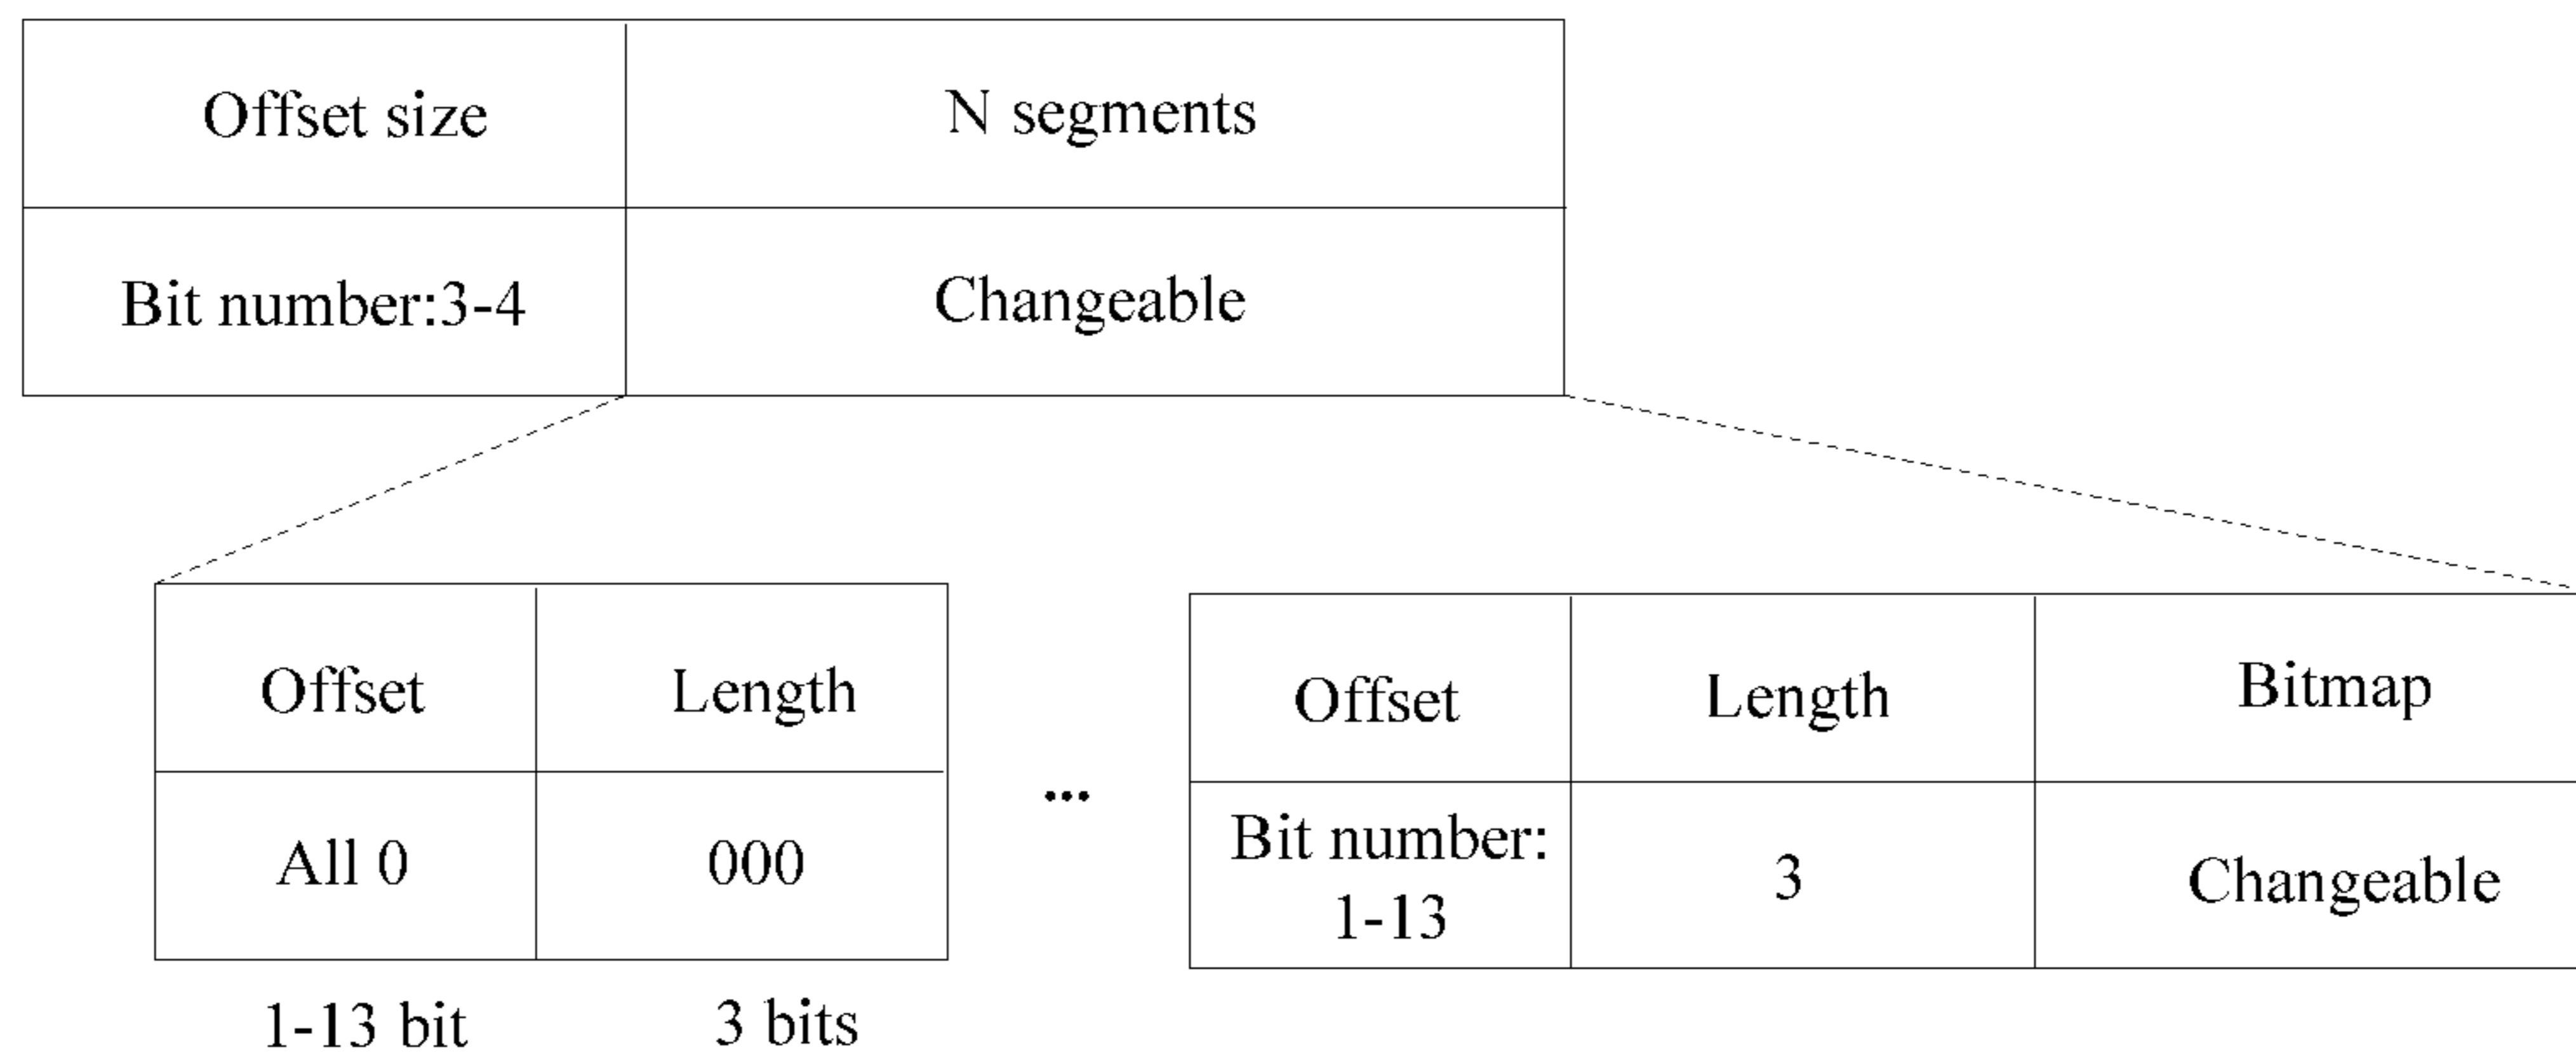 Offset size
N segments
Bit number:3-4
Changeable
Offset
Length
All 0
000
1-13 bit
3 bits
...
Offset
Length
Bitmap
Bit number:
1-13
3
Changeable